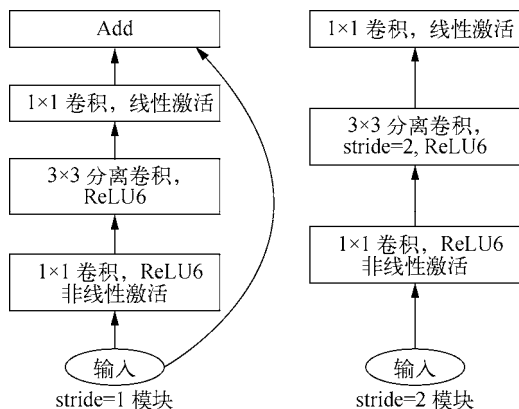 Add
1×1 卷积, 线性激活
3×3 分离卷积,
ReLU6
1×1 卷积, ReLU6
非线性激活
输入
stride=1 模块
1×1 卷积, 线性激活
3×3 分离卷积,
stride=2, ReLU6
1×1 卷积, ReLU6
非线性激活
输入
stride=2 模块